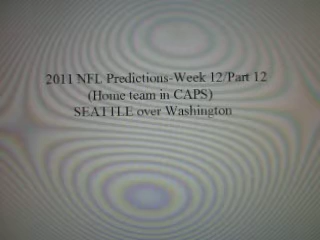 2011 NFL Predictions-Week 12/Part 12
(Home team in CAPS)
SEATTLE over Washington